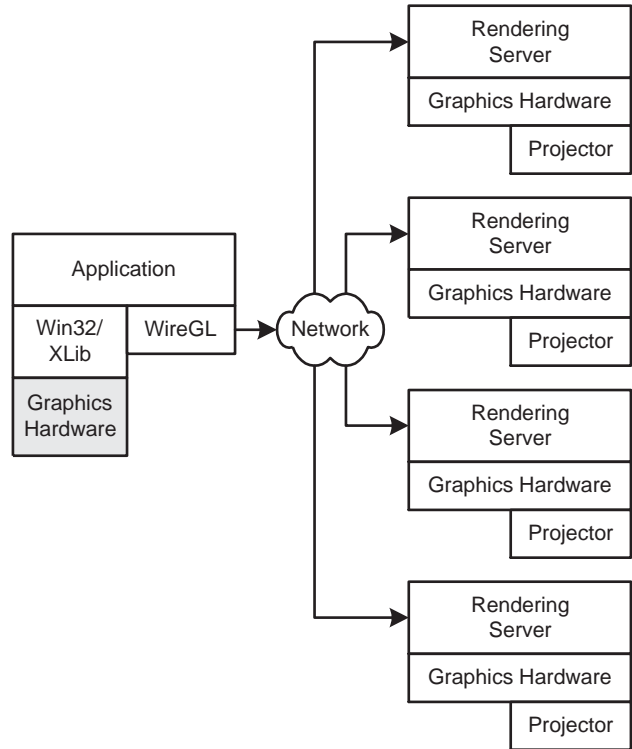 Application
Win32/
XLib
WireGL
Graphics
Hardware
Network
Rendering
Server
Graphics Hardware
Projector
Rendering
Server
Graphics Hardware
Projector
Rendering
Server
Graphics Hardware
Projector
Rendering
Server
Graphics Hardware
Projector